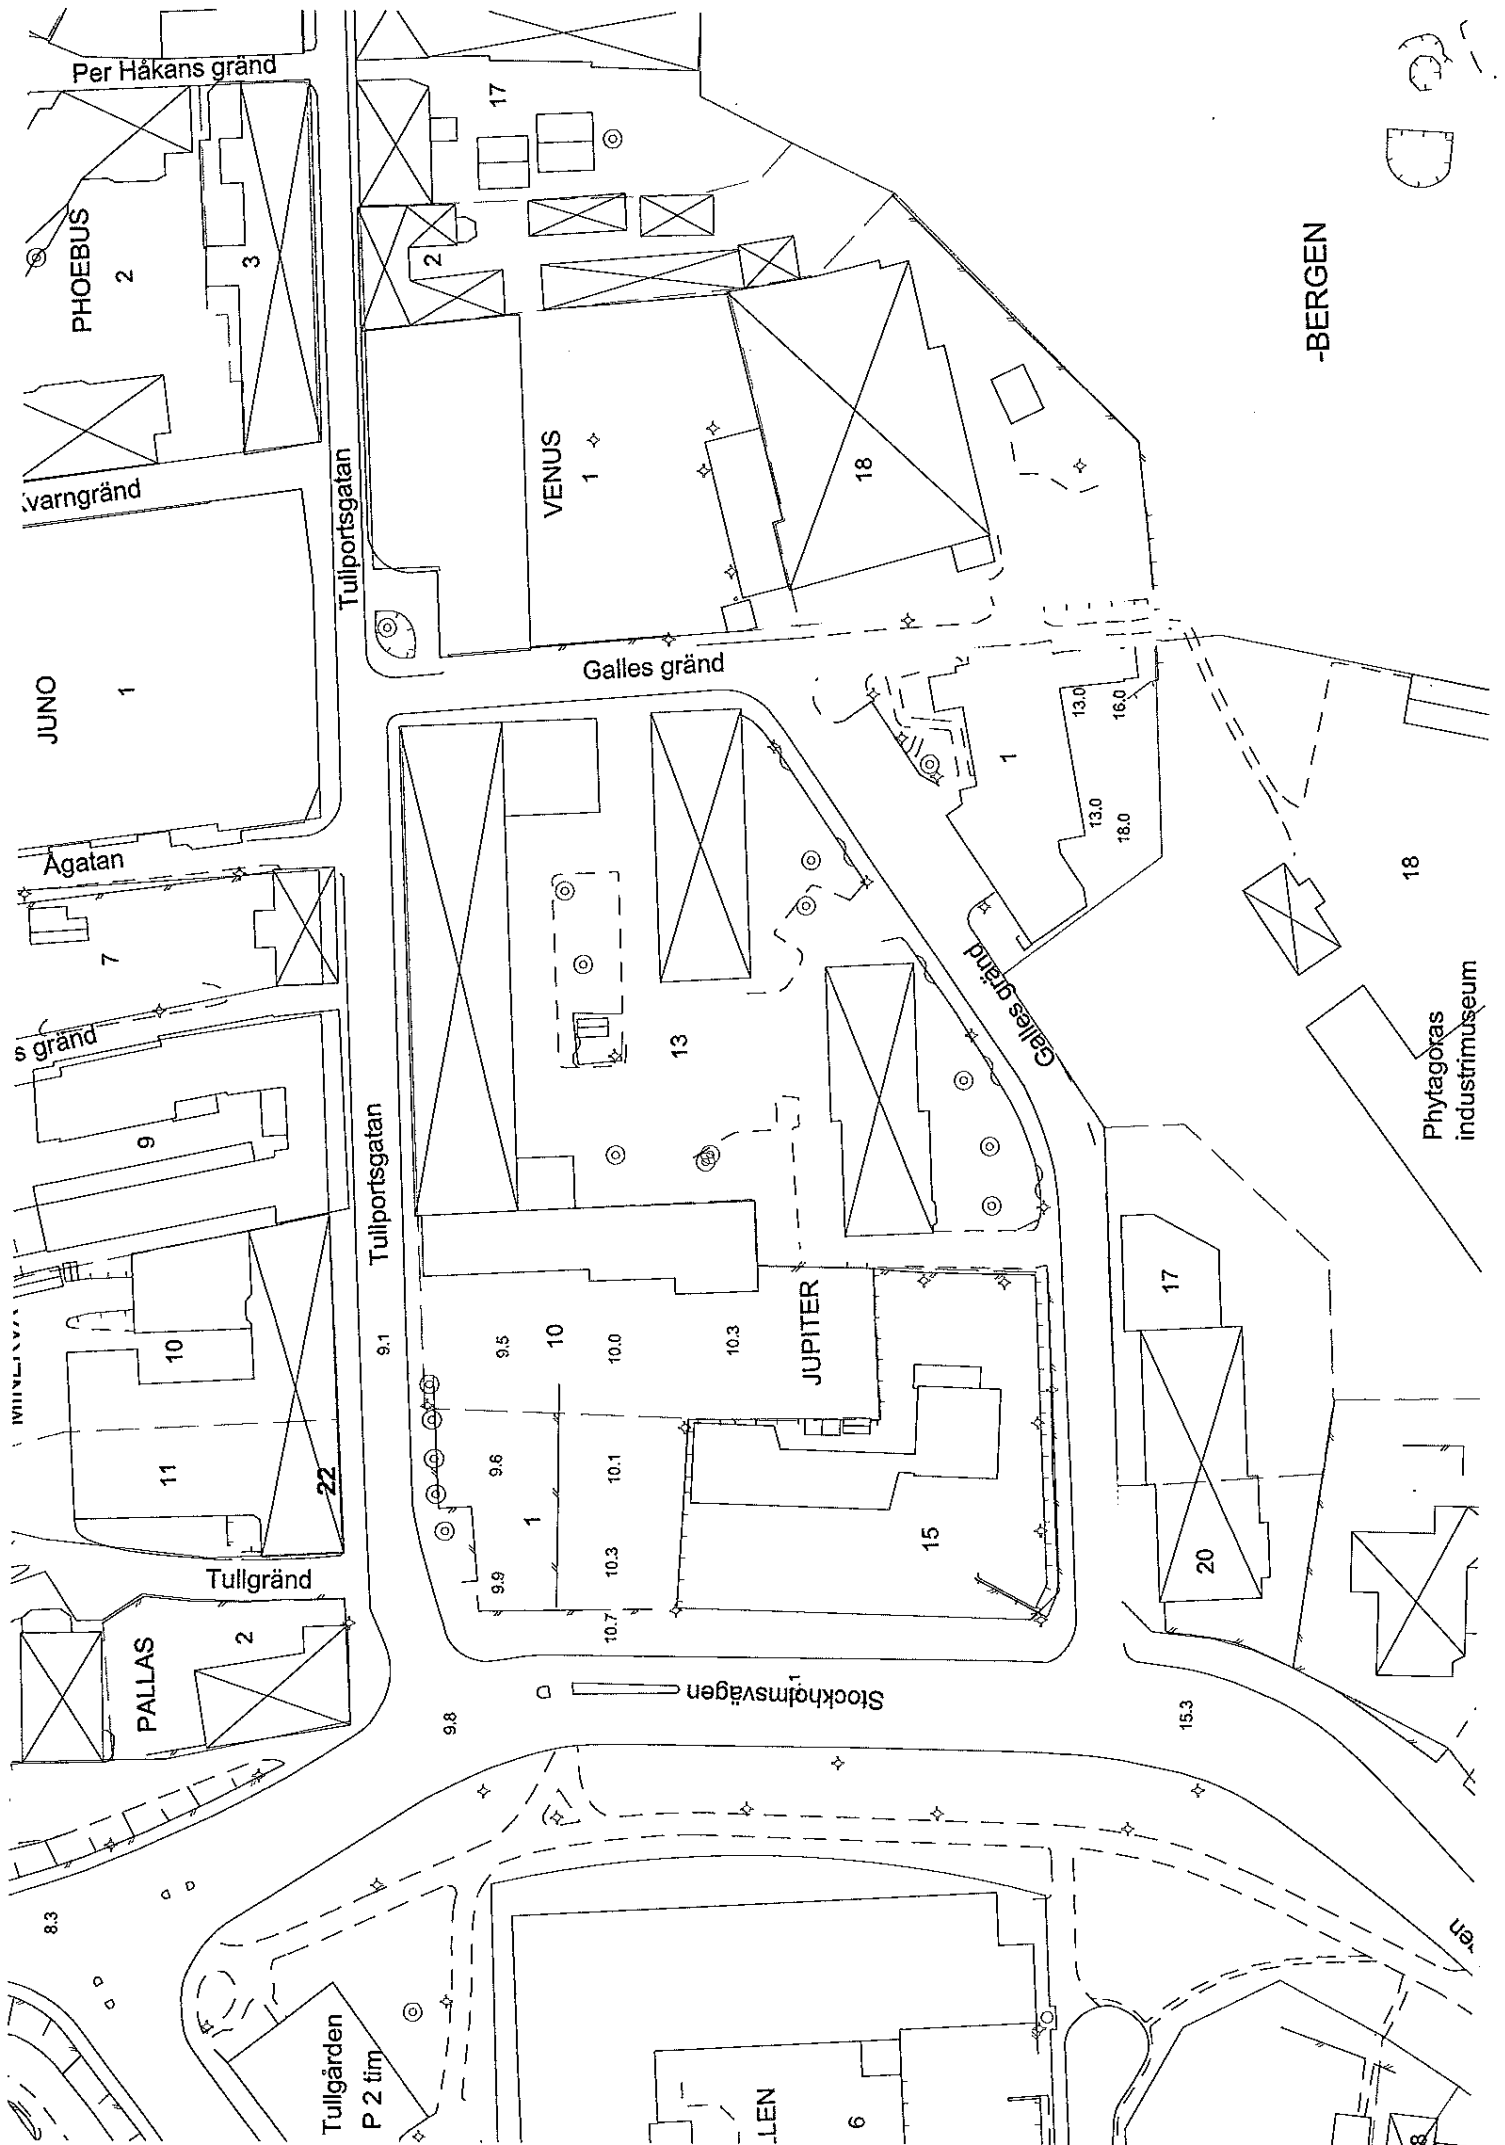 Per Håkans gränd
17
PHOEBUS
2
3
2
-BERGEN
Tullportsgatan
VENUS
1
18
varngränd
JUNO
1
Galles gränd
13.0
16.0
1
13.0
18.0
Ågatan
7
18
s gränd
13
Galles gränd
Phytagoras
industrimuseum
9
Tullportsgatan
10
9.1
9.5
10
10.0
10.3
JUPITER
17
11
22
9.6
10.1
1
15
20
Tullgränd
9.9
10.3
10.7
PALLAS
2
Stockholmsvägen
1
9.8
15.3
8.3
Tullgården
P 2 tim
LLEN
6
8